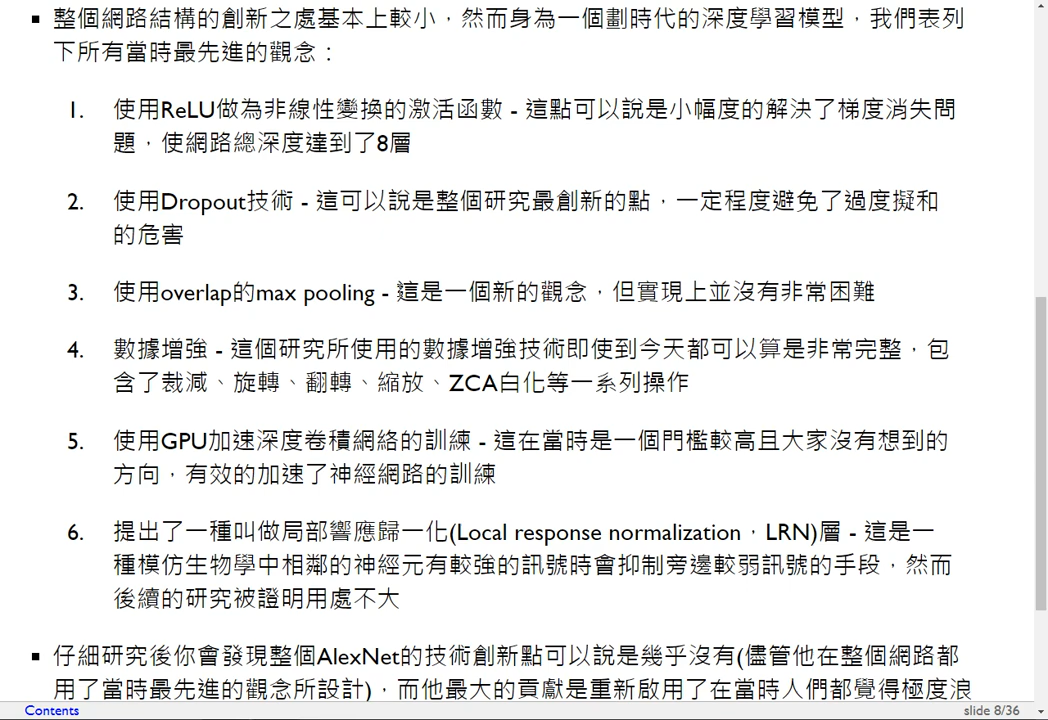 ▪ 整個網路結構的創新之處基本上較小，然而身為一個劃時代的深度學習模型，我們表列
下所有當時最先進的觀念：
1. 使用ReLU做為非線性變換的激活函數 - 這點可以說是小幅度的解決了梯度消失問
題，使網路總深度達到了8層
2. 使用Dropout技術 - 這可以說是整個研究最創新的點，一定程度避免了過度擬和
的危害
3. 使用overlap的max pooling - 這是一個新的觀念，但實現上並沒有非常困難
4. 數據增強 - 這個研究所使用的數據增強技術即使到今天都可以算是非常完整，包
含了裁減、旋轉、翻轉、縮放、ZCA白化等一系列操作
5. 使用GPU加速深度卷積網絡的訓練 - 這在當時是一個門檻較高且大家沒有想到的
方向，有效的加速了神經網路的訓練
6. 提出了一種叫做局部響應歸一化(Local response normalization，LRN)層 - 這是一
種模仿生物學中相鄰的神經元有較強的訊號時會抑制旁邊較弱訊號的手段，然而
後續的研究被證明用處不大
▪ 仔細研究後你會發現整個AlexNet的技術創新點可以說是幾乎沒有(儘管他在整個網路都
用了當時最先進的觀念所設計)，而他最大的貢獻是重新啟用了在當時人們都覺得極度浪
Contents
slide 8/36